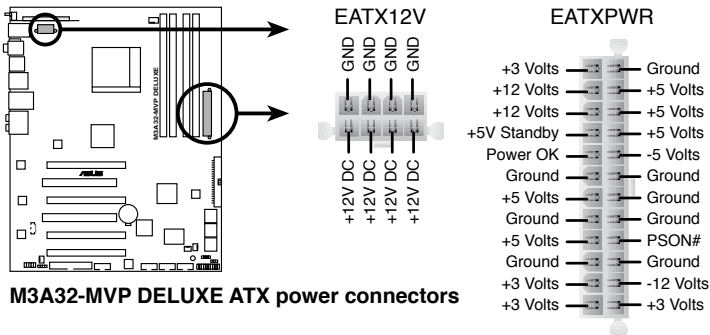 EATX12V
EATXPWR
GND GND GND GND
+12V DC +12V DC +12V DC +12V DC
M3A32-MVP DELUXE
/ISUS
+3 Volts Ground
+12 Volts +5 Volts
+12 Volts +5 Volts
+5V Standby +5 Volts
Power OK -5 Volts
Ground Ground
+5 Volts Ground
Ground Ground
+5 Volts PSON#
Ground Ground
+3 Volts -12 Volts
+3 Volts +3 Volts
M3A32-MVP DELUXE ATX power connectors